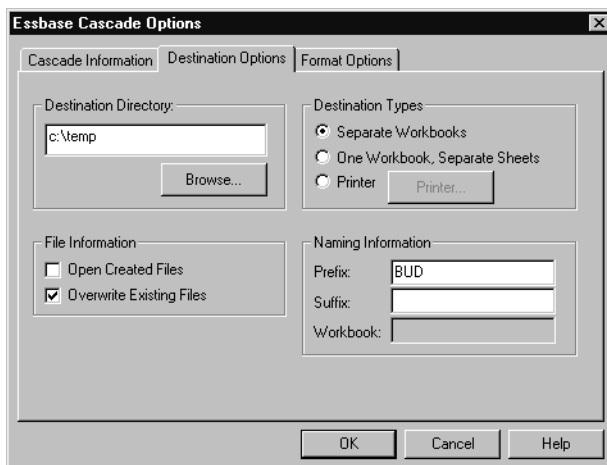 Essbase Cascade Options
Cascade Information
Destination Options
Format Options
Destination Directory:
c:\temp
Browse...
Destination Types
Separate Workbooks
One Workbook, Separate Sheets
Printer
Printer...
File Information
Open Created Files
Overwrite Existing Files
Naming Information
Prefix: BUD
Suffix:
Workbook:
OK
Cancel
Help